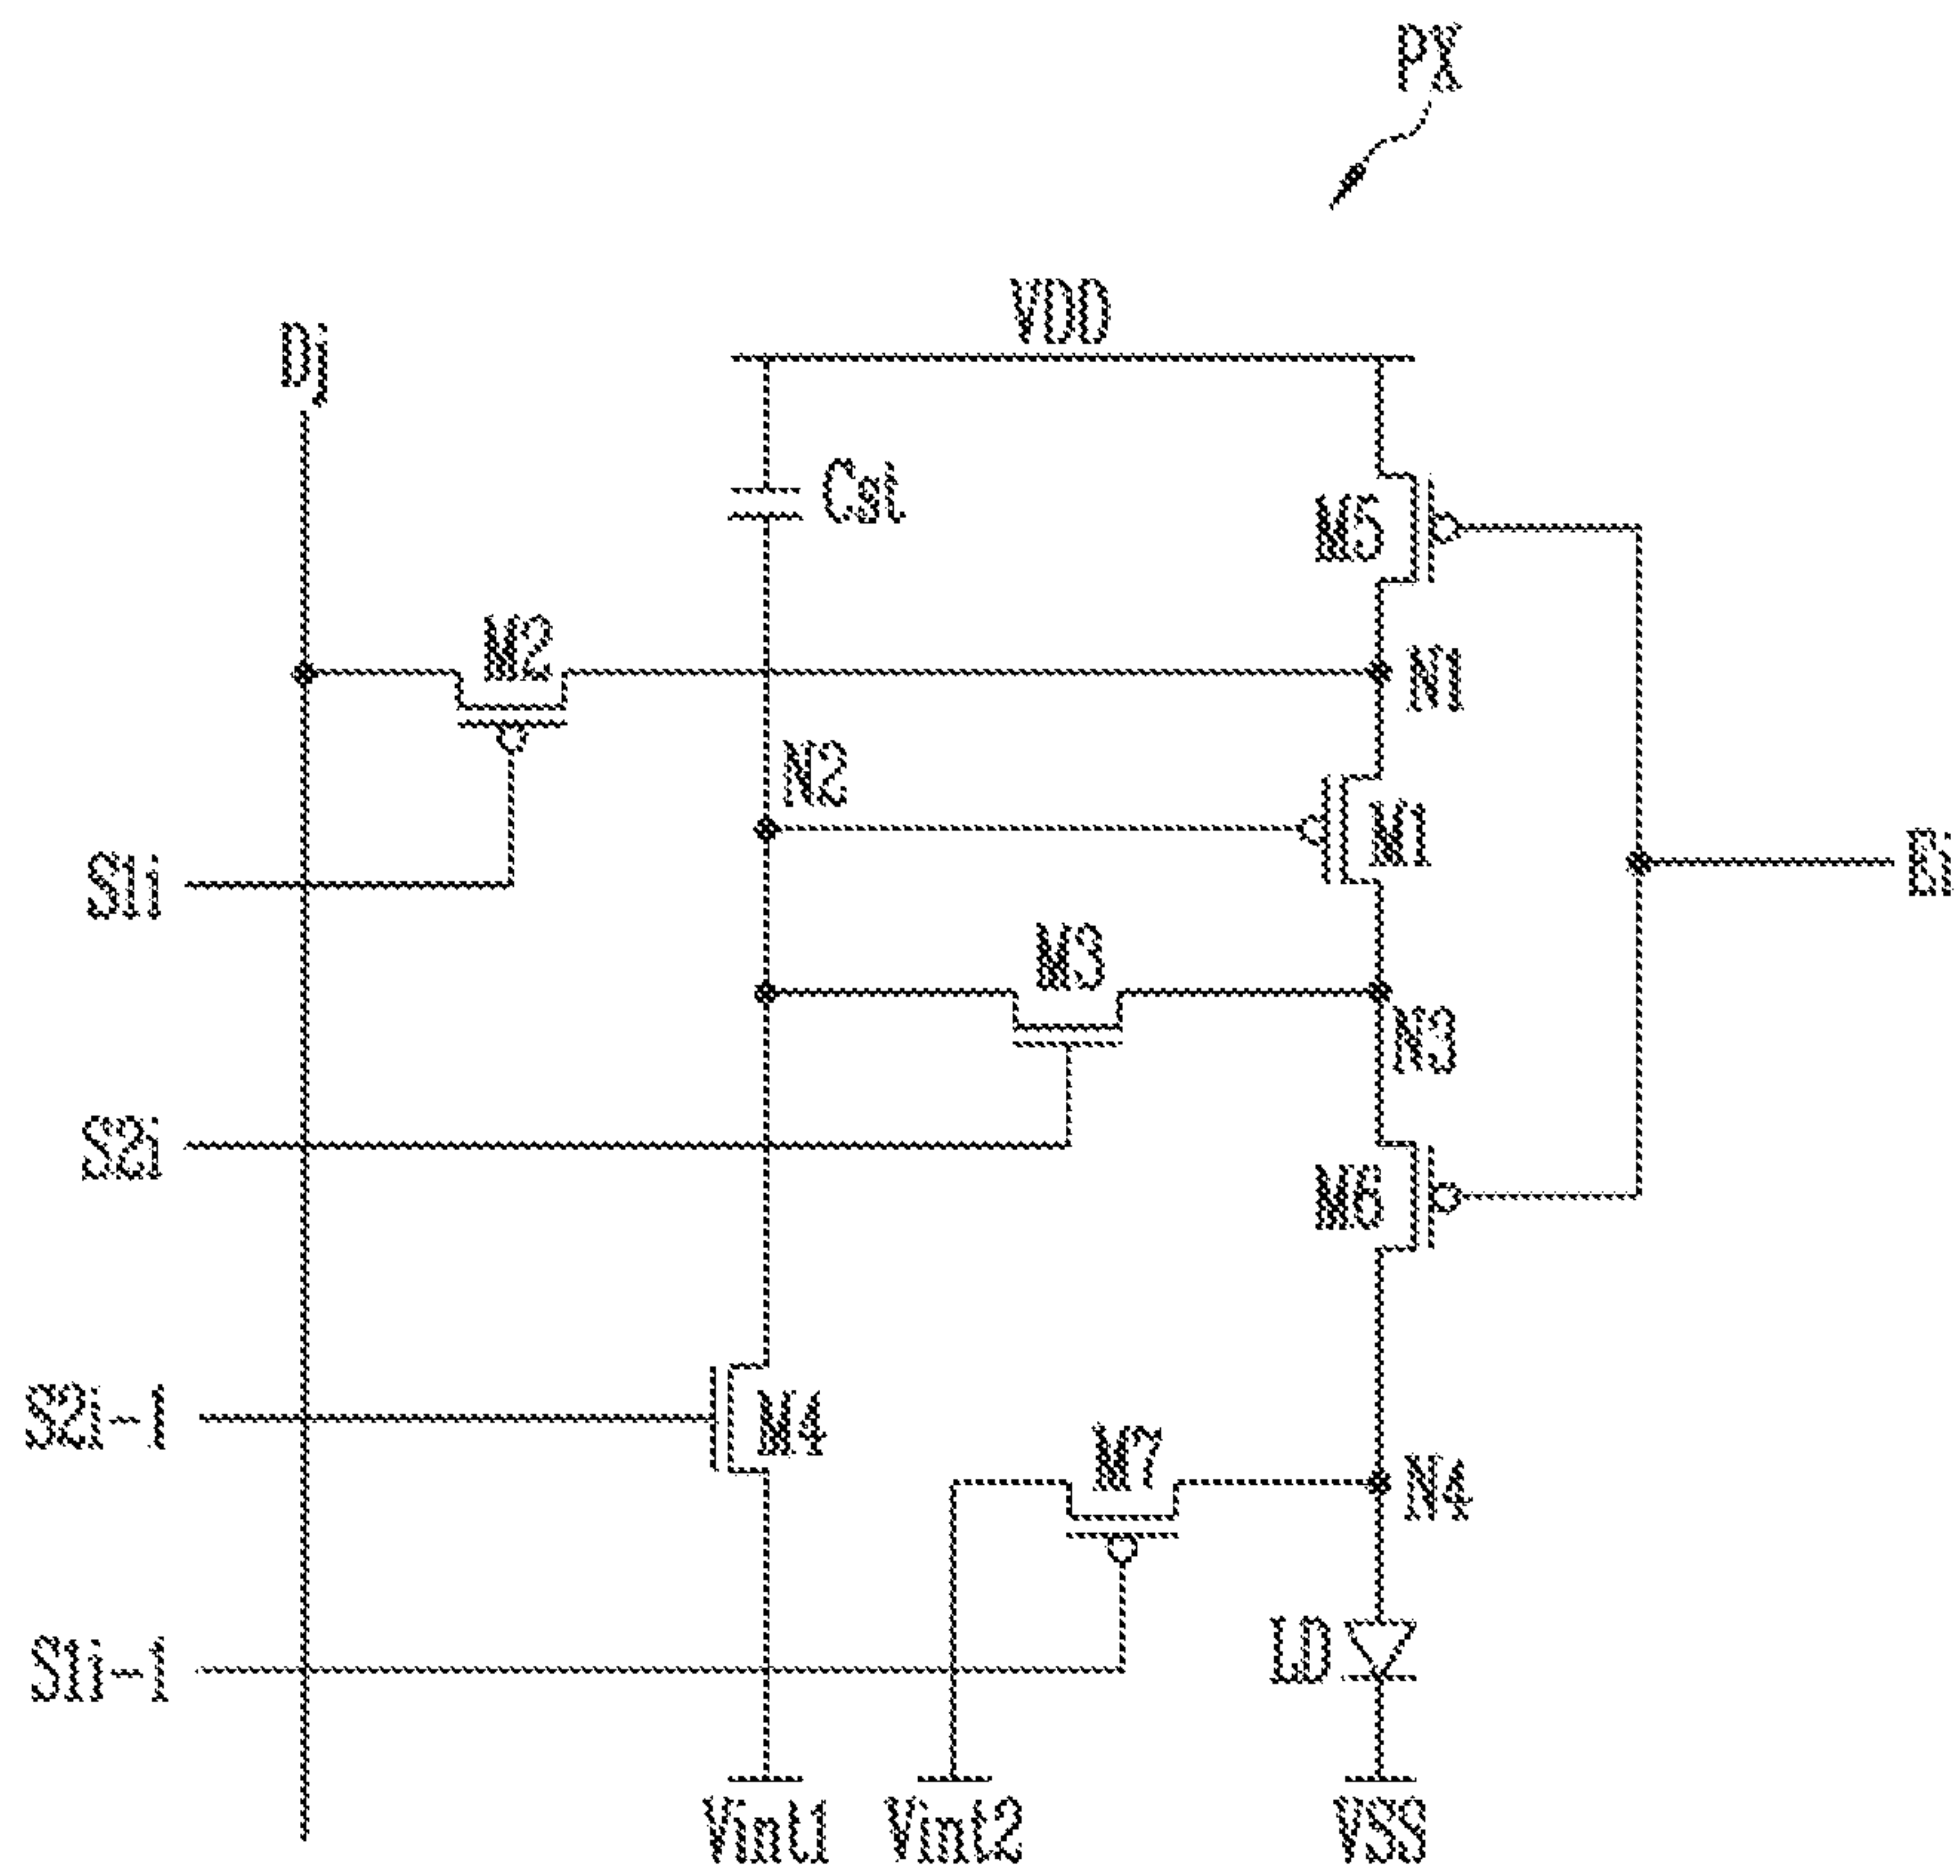 PX
VDD
Dj
Cst
M5
M2
N1
N2
M1
S1i
Ei
M3
N3
S2i
M6
S2i-1
M4
M7
N4
LD
S1i-1
Vint1
Vint2
VSS